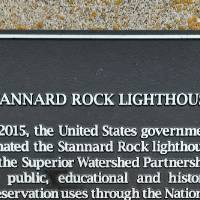 TANNARD ROCK LIGHTHOUS
2015, the United States governme
nated the Stannard Rock lighthou
the Superior Watershed Partnersh
public, educational and histo
eservation uses through the Nation